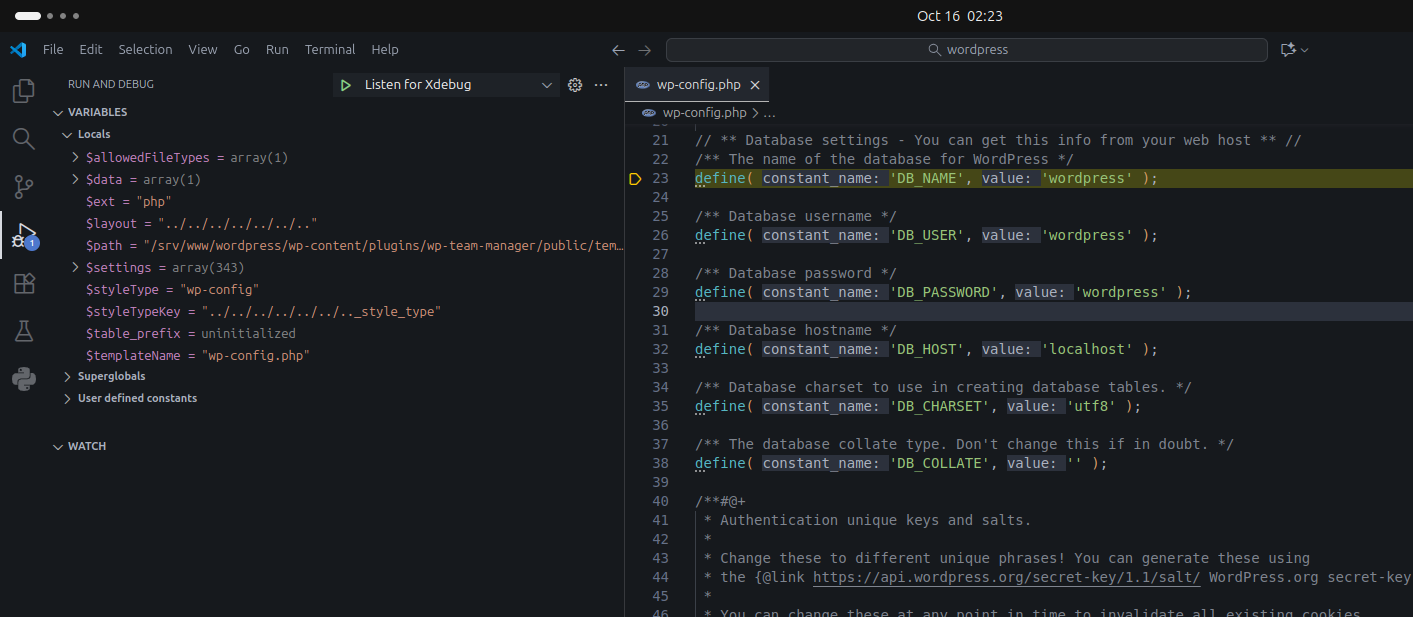 Oct 16 02:23
File Edit Selection View Go Run Terminal Help
wordpress
RUN AND DEBUG
Listen for Xdebug
VARIABLES
Locals
$allowedFileTypes = array(1)
$data = array(1)
$ext = "php"
$layout = "../../../../../../.."
$path = "/srv/www/wordpress/wp-content/plugins/wp-team-manager/public/tem…
$settings = array(343)
$styleType = "wp-config"
$styleTypeKey = "../../../../../../.._style_type"
$table_prefix = uninitialized
$templateName = "wp-config.php"
Superglobals
User defined constants
WATCH
1
wp-config.php
wp-config.php > ...
21 // ** Database settings - You can get this info from your web host ** //
22 /** The name of the database for WordPress */
23 define( constant_name: 'DB_NAME', value: 'wordpress' );
24
25 /** Database username */
26 define( constant_name: 'DB_USER', value: 'wordpress' );
27
28 /** Database password */
29 define( constant_name: 'DB_PASSWORD', value: 'wordpress' );
30
31 /** Database hostname */
32 define( constant_name: 'DB_HOST', value: 'localhost' );
33
34 /** Database charset to use in creating database tables. */
35 define( constant_name: 'DB_CHARSET', value: 'utf8' );
36
37 /** The database collate type. Don't change this if in doubt. */
38 define( constant_name: 'DB_COLLATE', value: '' );
39
40 /**#@+
41 * Authentication unique keys and salts.
42 *
43 * Change these to different unique phrases! You can generate these using
44 * the {@link https://api.wordpress.org/secret-key/1.1/salt/ WordPress.org secret-key
45 *
46 * You can change these at any point in time to invalidate all existing cookies